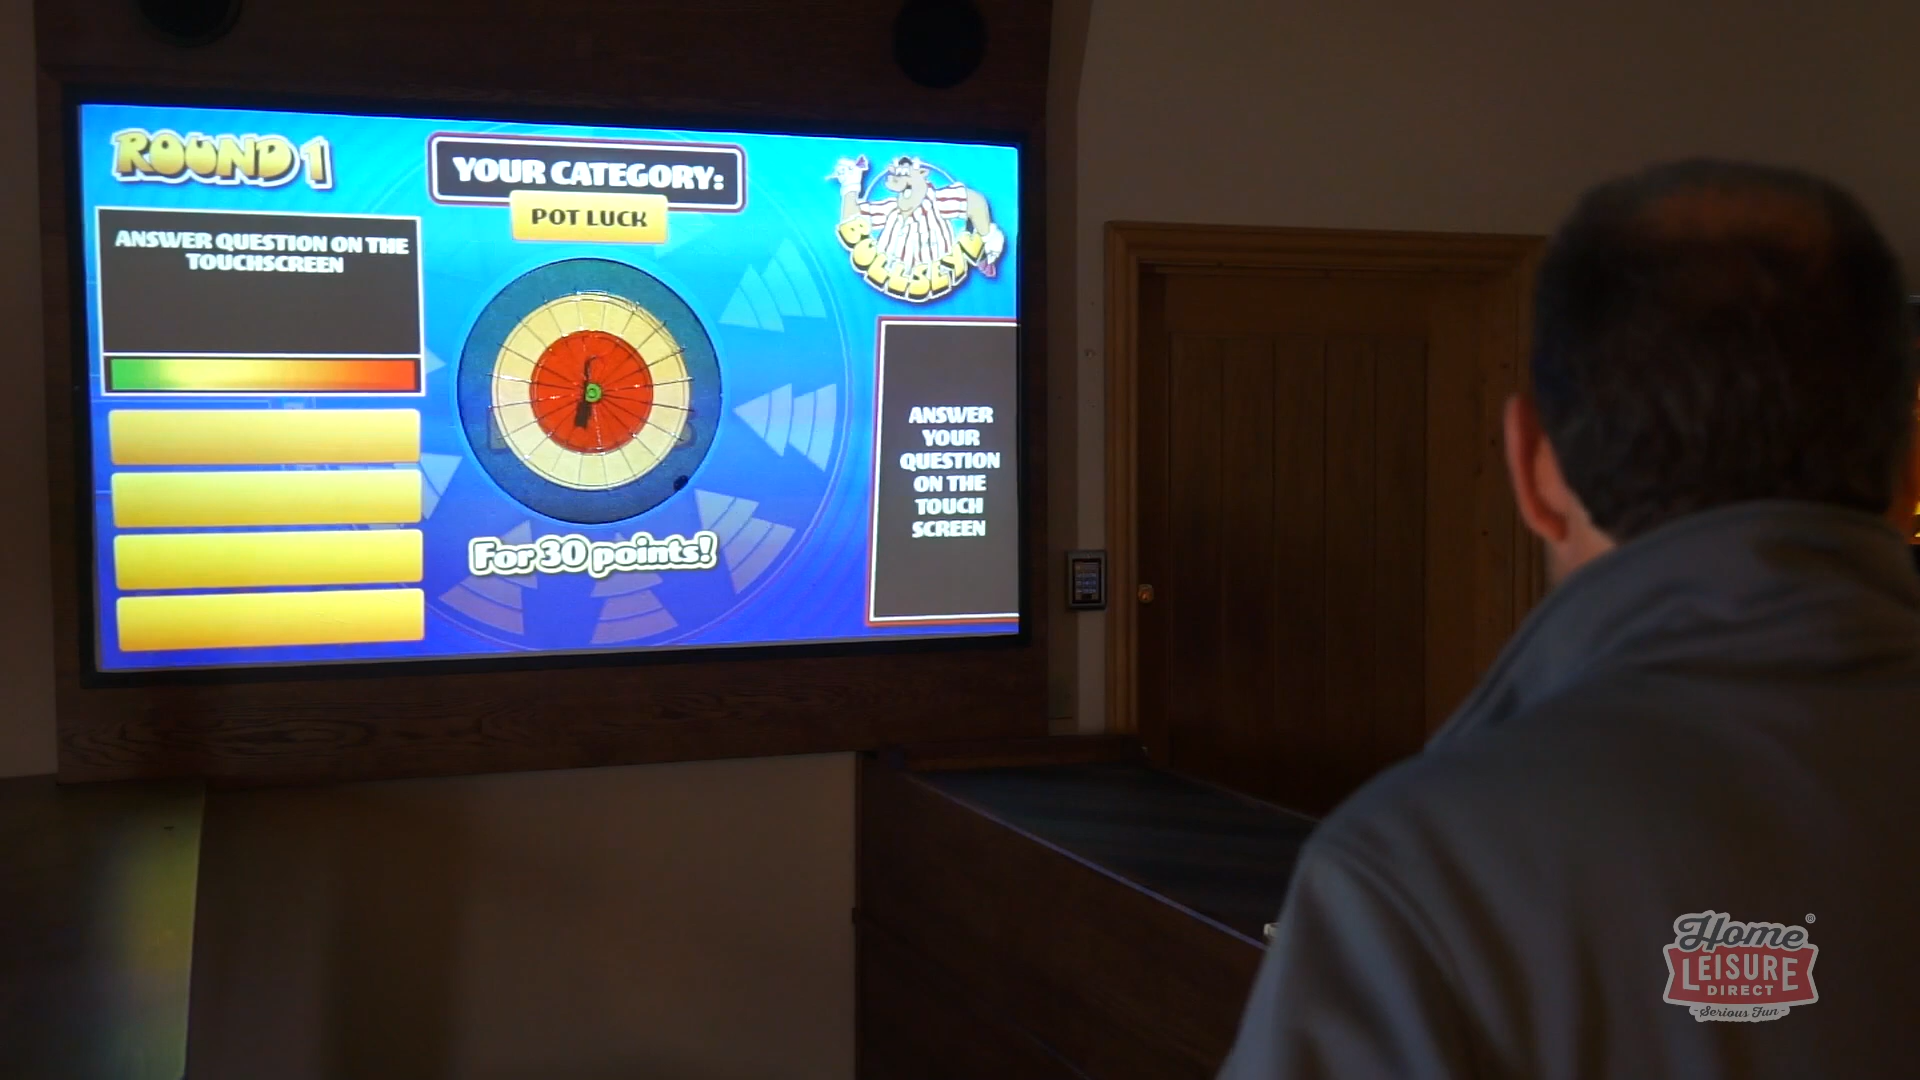 ROUND 1
YOUR CATEGORY:
POT LUCK
BULLSEYE
ANSWER QUESTION ON THE
TOUCHSCREEN
ANSWER
YOUR
QUESTION
ON THE
TOUCH
SCREEN
For 30 points!
Home®
LEISURE
DIRECT
-Serious Fun-